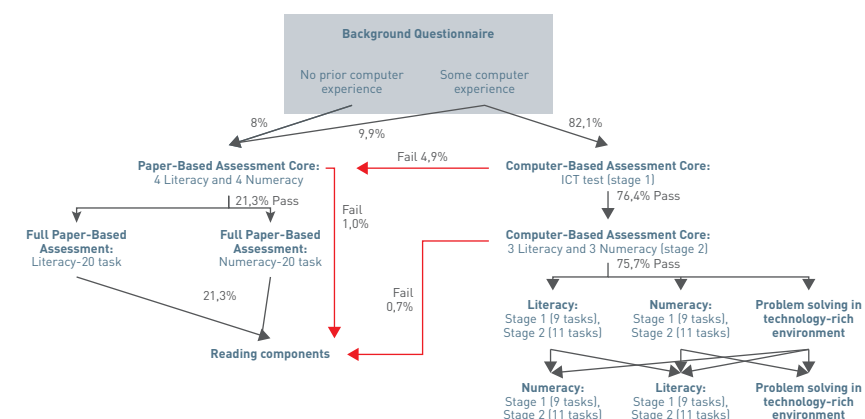 Background Questionnaire
No prior computer
experience
Some computer
experience
8%
9,9%
82,1%
Paper-Based Assessment Core:
4 Literacy and 4 Numeracy
Fail 4,9%
Computer-Based Assessment Core:
ICT test (stage 1)
21,3% Pass
76,4% Pass
Fail
1,0%
Full Paper-Based
Assessment:
Literacy-20 task
Full Paper-Based
Assessment:
Numeracy-20 task
Computer-Based Assessment Core:
3 Literacy and 3 Numeracy (stage 2)
75,7% Pass
21,3%
Fail
0,7%
Literacy:
Stage 1 (9 tasks),
Stage 2 (11 tasks)
Numeracy:
Stage 1 (9 tasks),
Stage 2 (11 tasks)
Problem solving in
technology-rich
environment
Reading components
Numeracy:
Stage 1 (9 tasks),
Stage 2 (11 tasks)
Literacy:
Stage 1 (9 tasks),
Stage 2 (11 tasks)
Problem solving in
technology-rich
environment